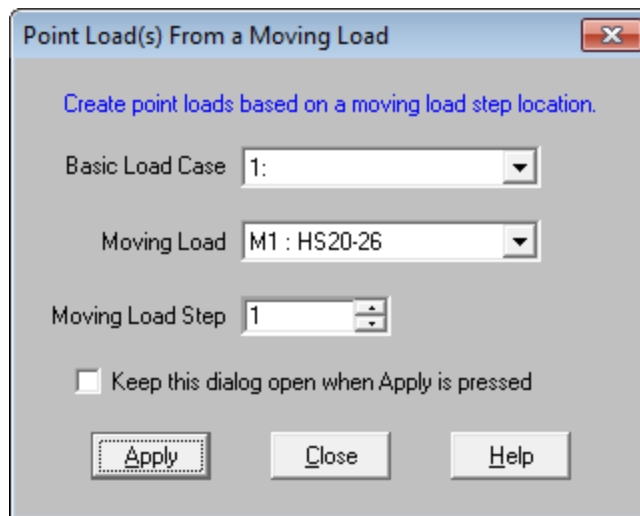 Point Load(s) From a Moving Load
Create point loads based on a moving load step location.
Basic Load Case 1:
Moving Load M1 : HS20-26
Moving Load Step 1
Keep this dialog open when Apply is pressed
Apply Close Help